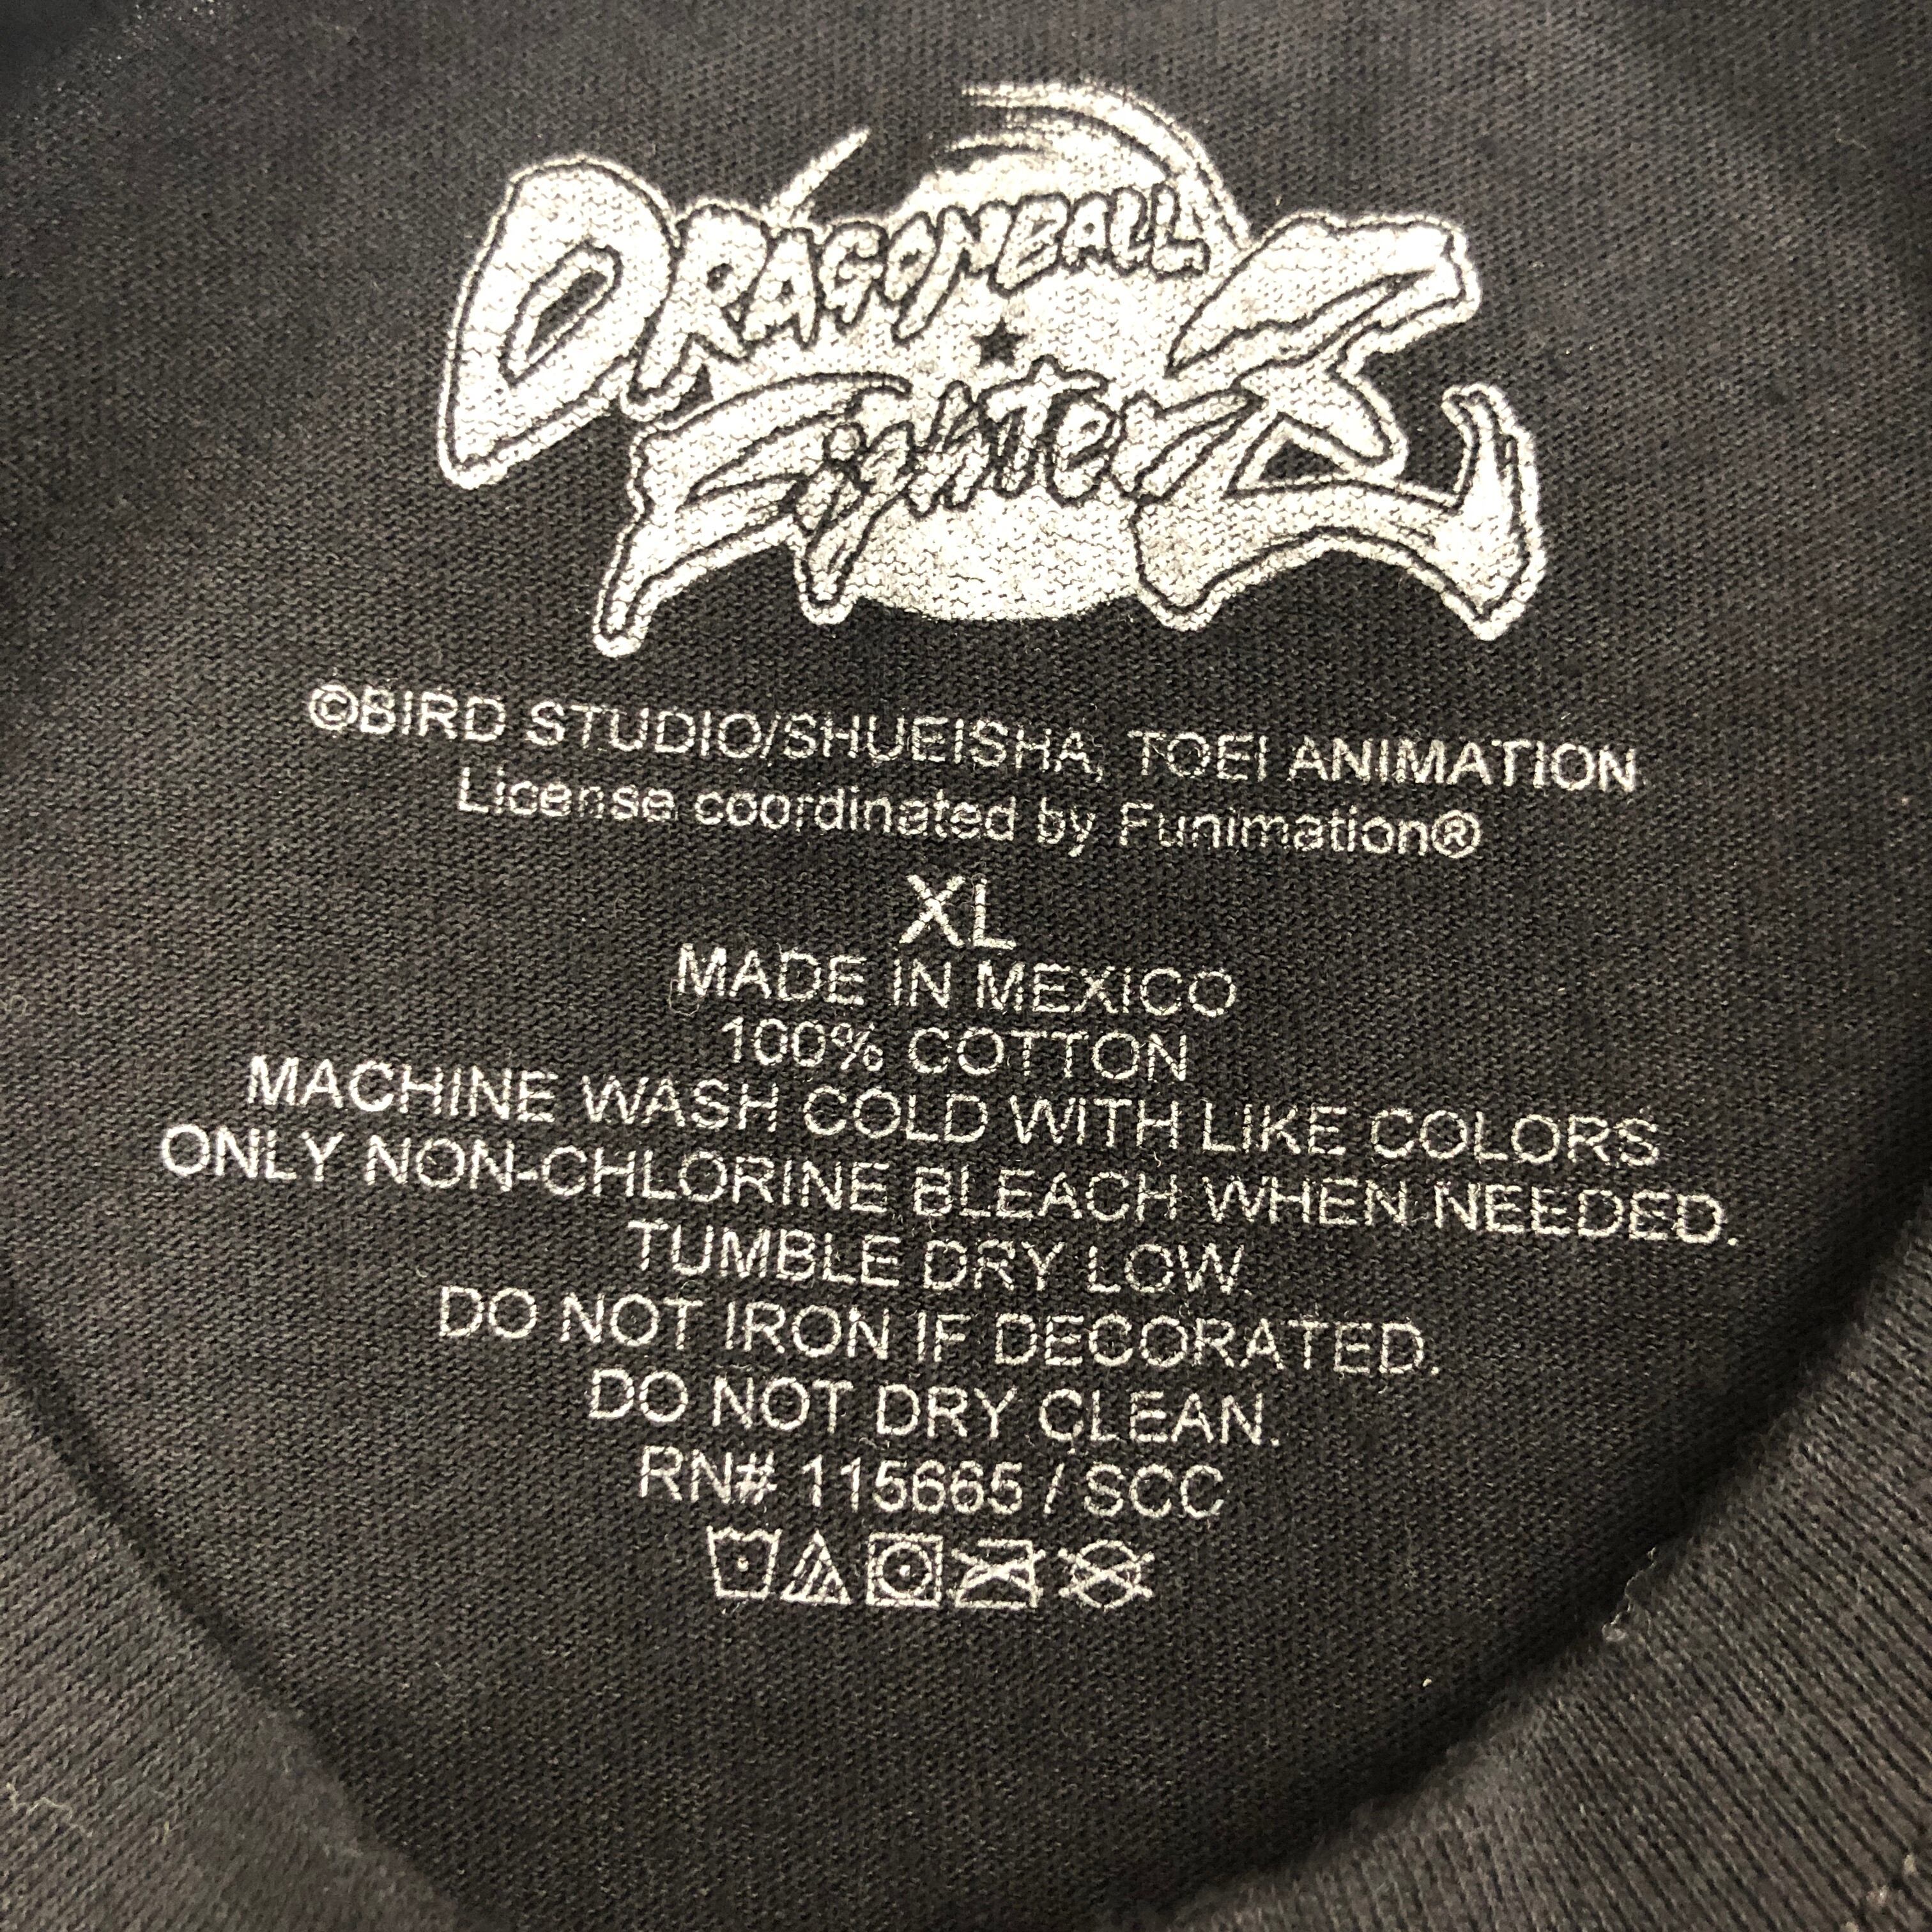 DRAGONBALL
FighterZ
©BIRD STUDIO/SHUEISHA, TOEI ANIMATION
License coordinated by Funimation®
XL
MADE IN MEXICO
100% COTTON
MACHINE WASH COLD WITH LIKE COLORS
ONLY NON-CHLORINE BLEACH WHEN NEEDED.
TUMBLE DRY LOW.
DO NOT IRON IF DECORATED.
DO NOT DRY CLEAN.
RN# 115665 / SCC